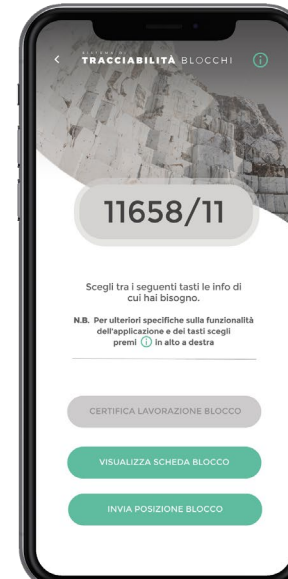 SISTEMA DI
TRACCIABILITÀ BLOCCHI
11658/11
Scegli tra i seguenti tasti le info di
cui hai bisogno.
N.B. Per ulteriori specifiche sulla funzionalità
dell'applicazione e dei tasti scegli
premi i in alto a destra
CERTIFICA LAVORAZIONE BLOCCO
VISUALIZZA SCHEDA BLOCCO
INVIA POSIZIONE BLOCCO